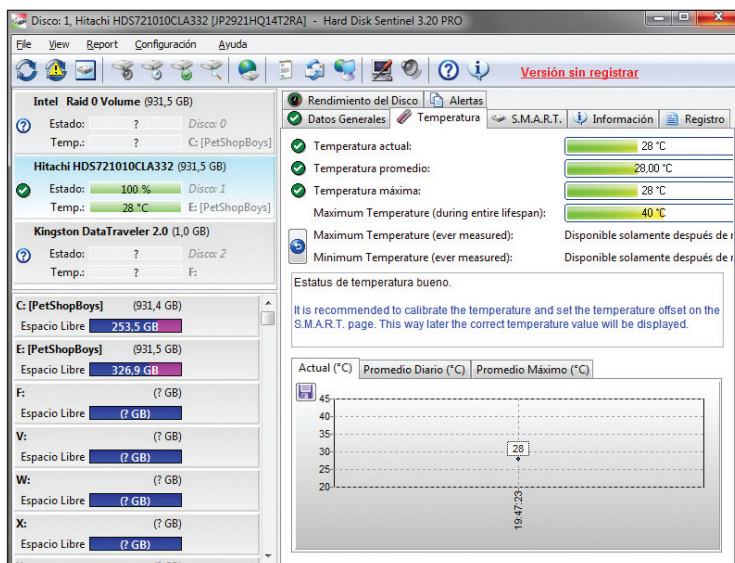 Disco: 1, Hitachi HDS721010CLA332 [JP2921HQ14T2RA] - Hard Disk Sentinel 3.20 PRO
File View Report Configuración Ayuda
Versión sin registrar
Intel Raid 0 Volume (931,5 GB)
Estado: ? Disco: 0
Temp.: ? C: [PetShopBoys]
Hitachi HDS721010CLA332 (931,5 GB)
Estado: 100 % Disco: 1
Temp.: 28 °C E: [PetShopBoys]
Kingston DataTraveler 2.0 (1,0 GB)
Estado: ? Disco: 2
Temp.: ? F:
C: [PetShopBoys] (931,4 GB)
Espacio Libre 253,5 GB
E: [PetShopBoys] (931,5 GB)
Espacio Libre 326,9 GB
F: (? GB)
Espacio Libre (? GB)
V: (? GB)
Espacio Libre (? GB)
W: (? GB)
Espacio Libre (? GB)
X: (? GB)
Espacio Libre (? GB)
Rendimiento del Disco Alertas
Datos Generales Temperatura S.M.A.R.T. Información Registro
Temperatura actual: 28 °C
Temperatura promedio: 28,00 °C
Temperatura máxima: 28 °C
Maximum Temperature (during entire lifespan): 40 °C
Maximum Temperature (ever measured): Disponible solamente después de r
Minimum Temperature (ever measured): Disponible solamente después de r
Estatus de temperatura bueno.
It is recommended to calibrate the temperature and set the temperature offset on the
S.M.A.R.T. page. This way later the correct temperature value will be displayed.
Actual (°C) Promedio Diario (°C) Promedio Máximo (°C)
45
40
35
30
25
20
28
19:47:23